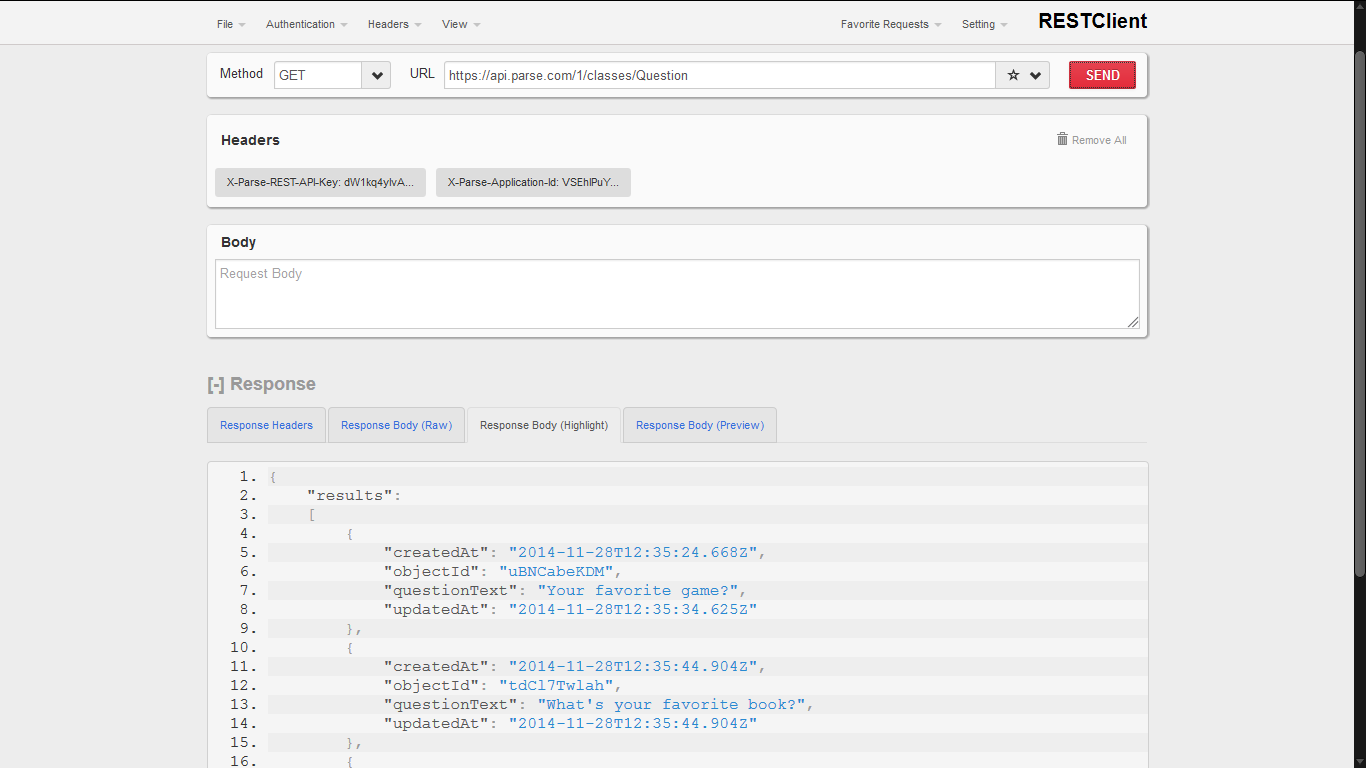 File Authentication Headers View Favorite Requests Setting RESTClient
Method GET URL https://api.parse.com/1/classes/Question SEND
Headers Remove All
X-Parse-REST-API-Key: dW1kq4ylvA... X-Parse-Application-Id: VSEhlPuY...
Body
Request Body
[-] Response
Response Headers Response Body (Raw) Response Body (Highlight) Response Body (Preview)
1. {
2. "results":
3. [
4. {
5. "createdAt": "2014-11-28T12:35:24.668Z",
6. "objectId": "uBNCabeKDM",
7. "questionText": "Your favorite game?",
8. "updatedAt": "2014-11-28T12:35:34.625Z"
9. },
10. {
11. "createdAt": "2014-11-28T12:35:44.904Z",
12. "objectId": "tdCl7Twlah",
13. "questionText": "What's your favorite book?",
14. "updatedAt": "2014-11-28T12:35:44.904Z"
15. },
16. {